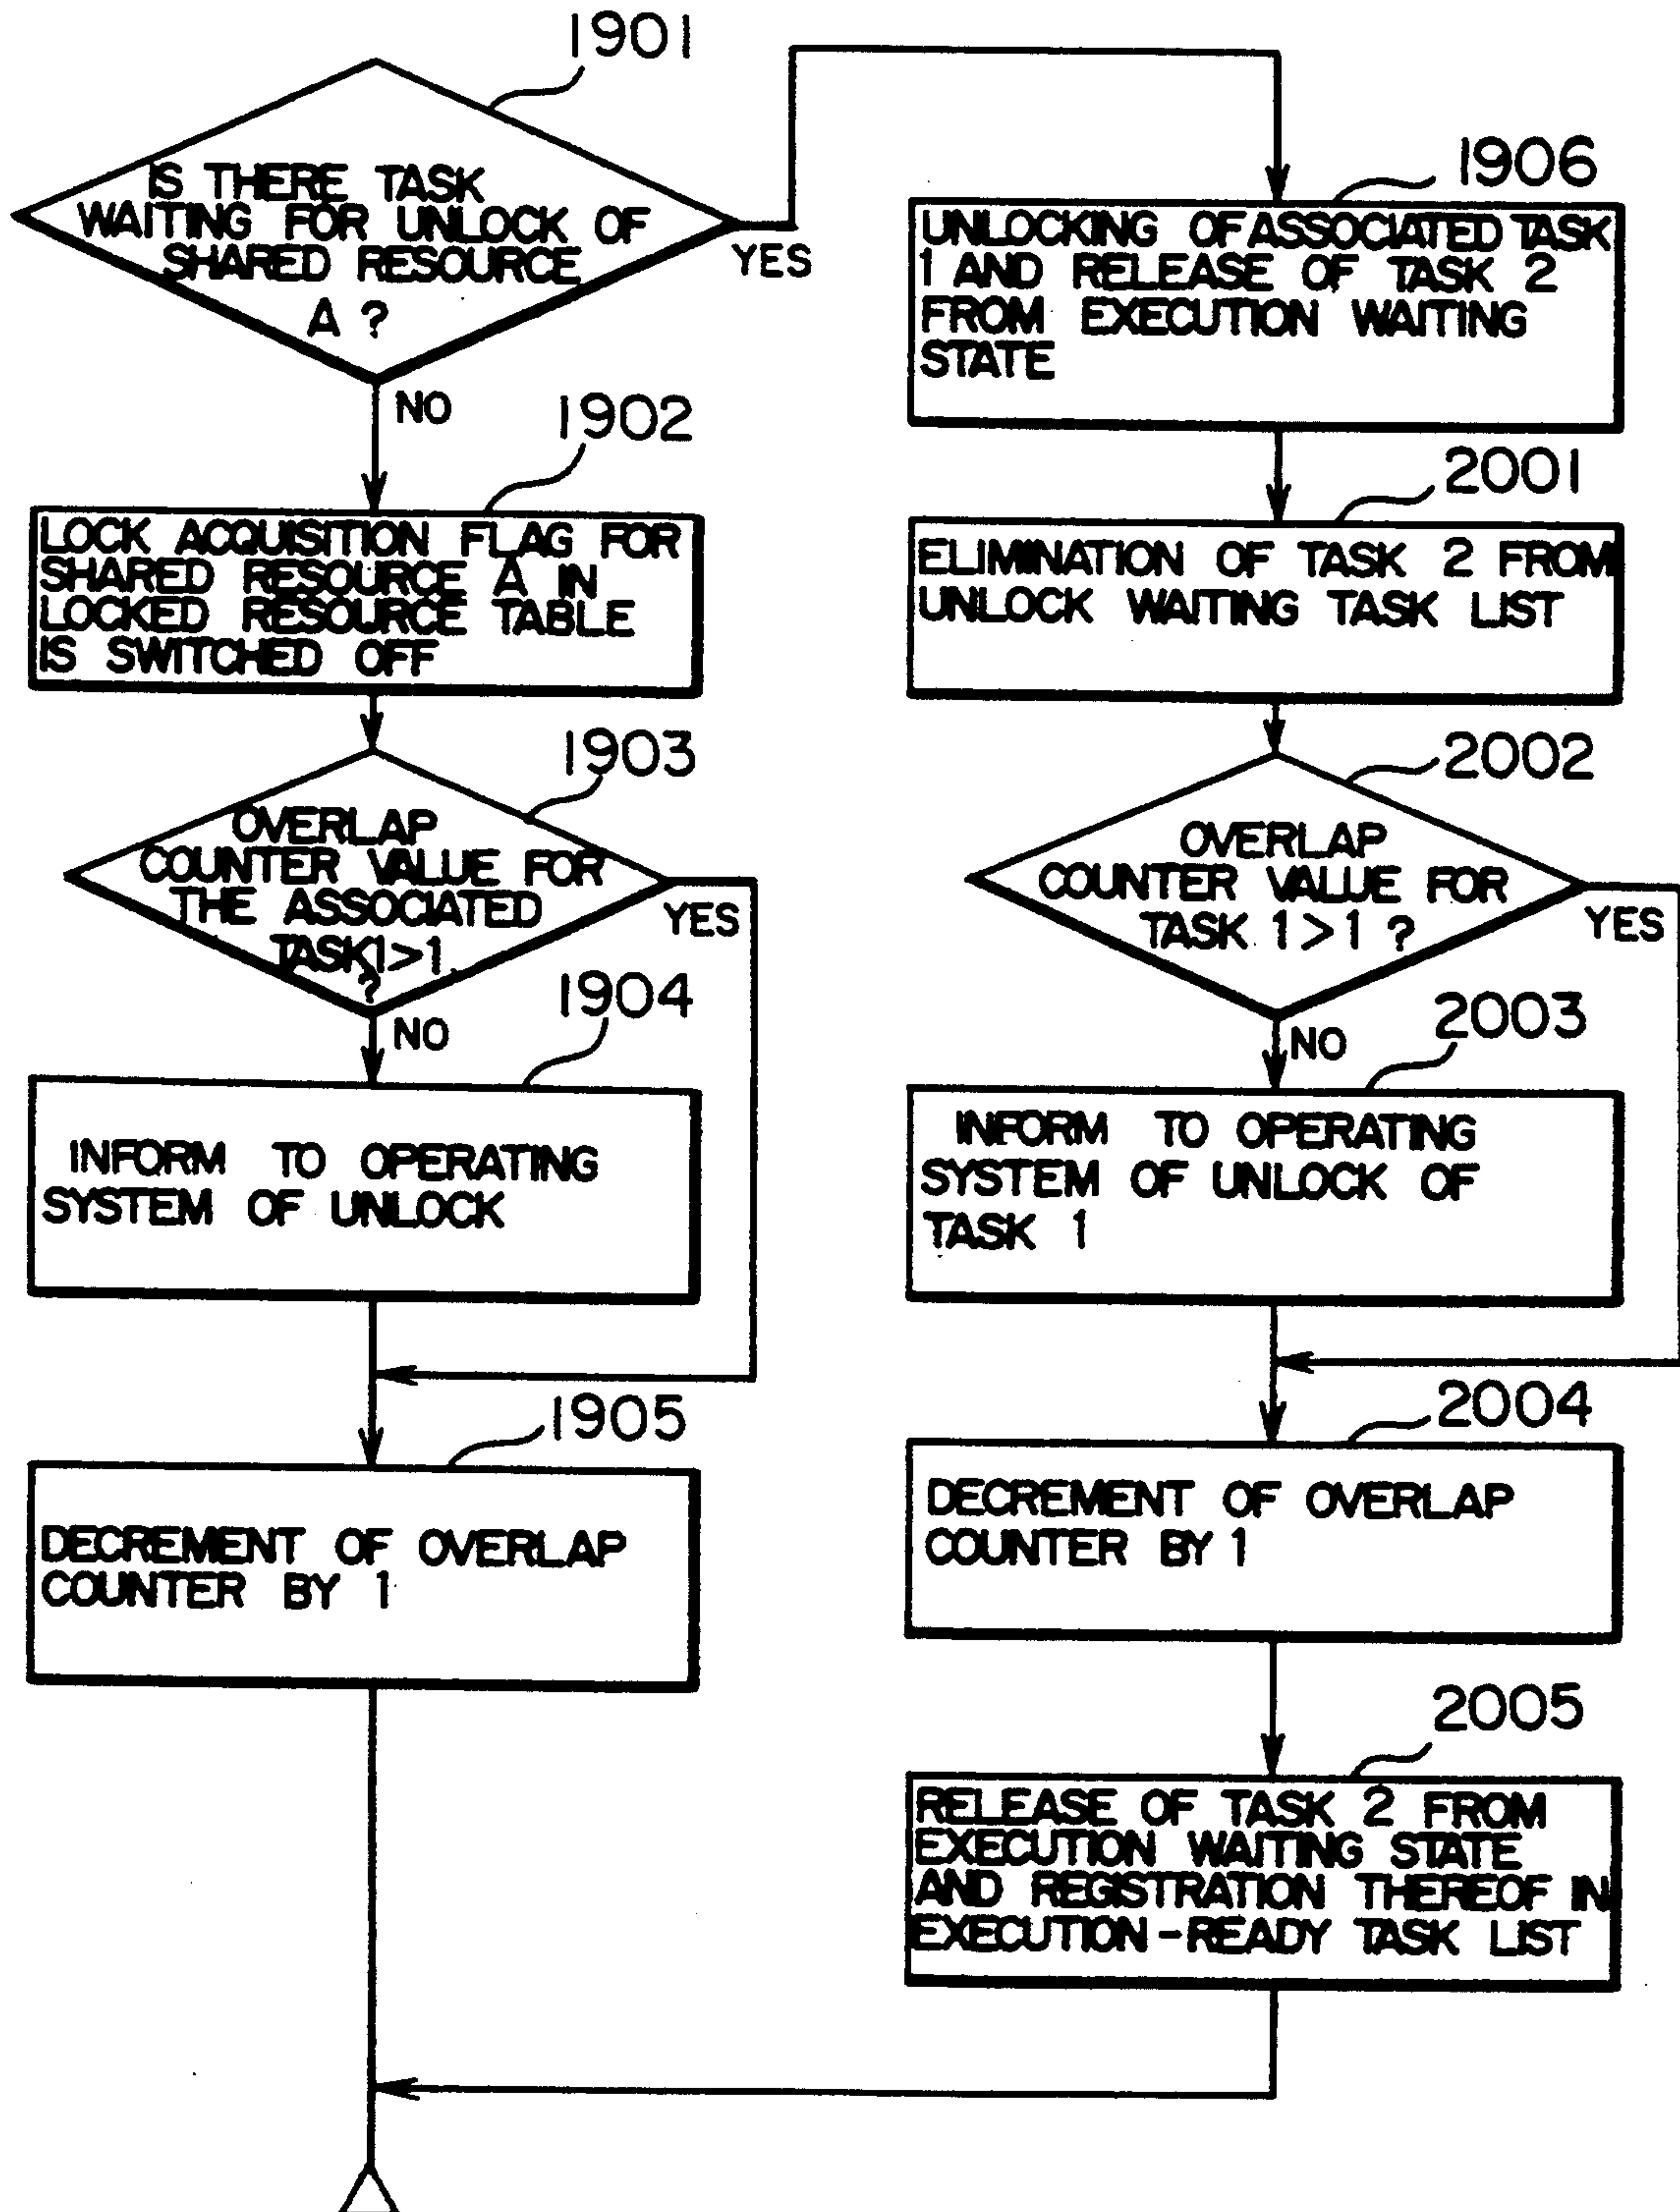 1901
IS THERE TASK
WAITING FOR UNLOCK OF
SHARED RESOURCE
A ?
YES
NO
1902
LOCK ACQUISITION FLAG FOR
SHARED RESOURCE A IN
LOCKED RESOURCE TABLE
IS SWITCHED OFF
1903
OVERLAP
COUNTER VALUE FOR
THE ASSOCIATED
TASK1>1
?
YES
NO
1904
INFORM TO OPERATING
SYSTEM OF UNLOCK
1905
DECREMENT OF OVERLAP
COUNTER BY 1
1906
UNLOCKING OF ASSOCIATED TASK
1 AND RELEASE OF TASK 2
FROM EXECUTION WAITING
STATE
2001
ELIMINATION OF TASK 2 FROM
UNLOCK WAITING TASK LIST
2002
OVERLAP
COUNTER VALUE FOR
TASK 1>1 ?
YES
NO
2003
INFORM TO OPERATING
SYSTEM OF UNLOCK OF
TASK 1
2004
DECREMENT OF OVERLAP
COUNTER BY 1
2005
RELEASE OF TASK 2 FROM
EXECUTION WAITING STATE
AND REGISTRATION THEREOF IN
EXECUTION-READY TASK LIST